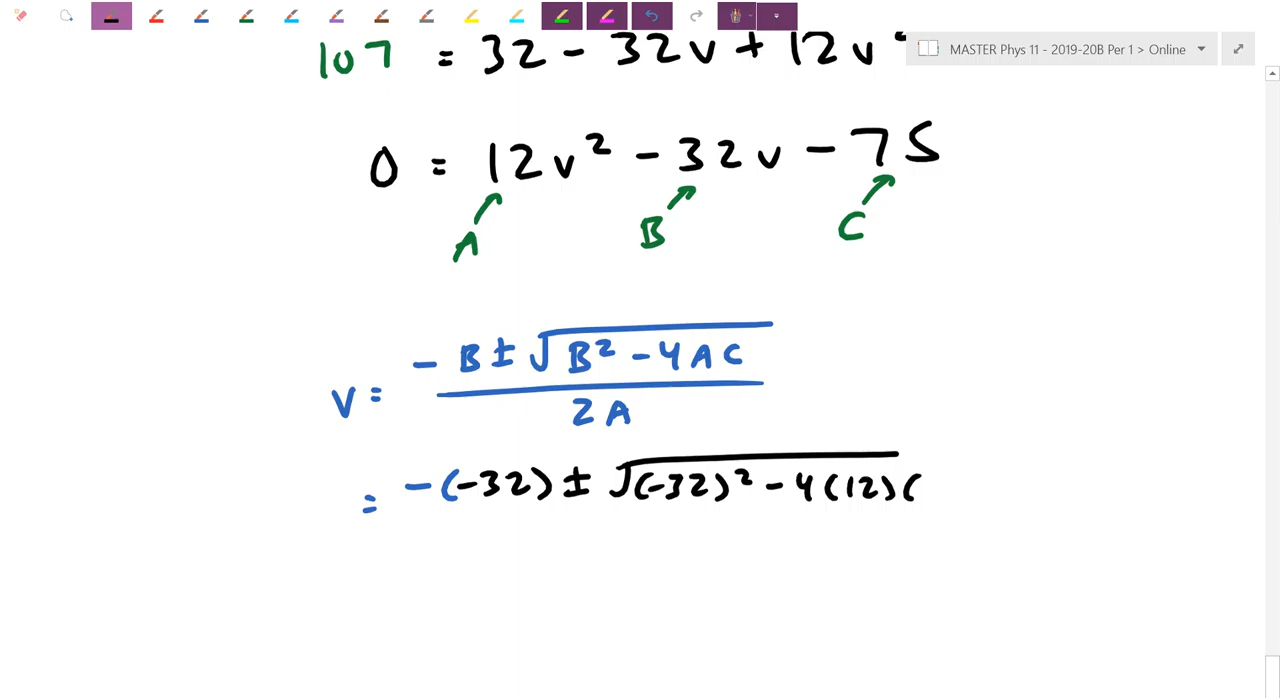 MASTER Phys 11 - 2019-20B Per 1 > Online
107 = 32 - 32v + 12v²
0 = 12v² - 32v - 75
A B C
v = -B ± √(B² - 4AC) / 2A
= -(-32) ± √(-32)² - 4(12)(